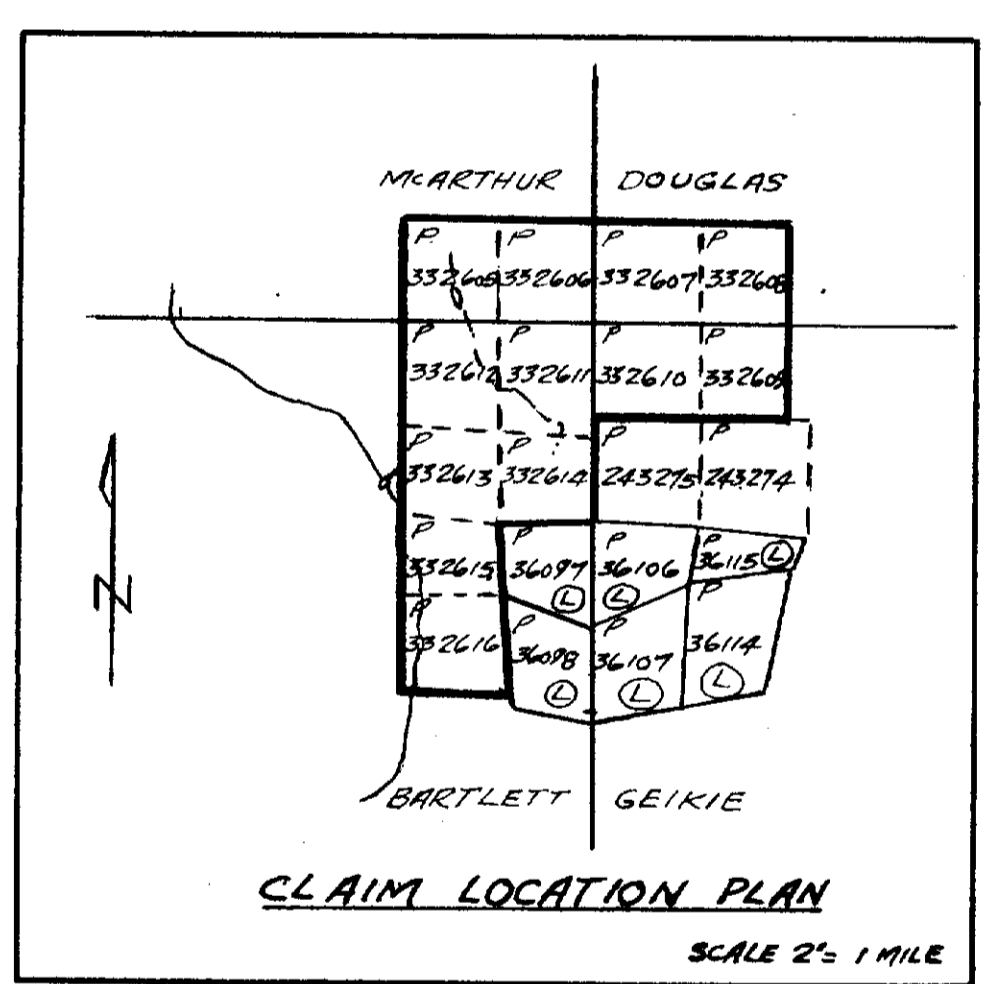 McARTHUR DOUGLAS
P P P P
332605 332606 332607 332608
P P P P
332612 332611 332610 332609
P P P P
332613 332614 243275 243274
P P P P
332615 36097 36106 36115 L
L L
P P P P
332616 36098 36107 36114
L L L
N
BARTLETT GEIKIE
CLAIM LOCATION PLAN
SCALE 2"= 1 MILE